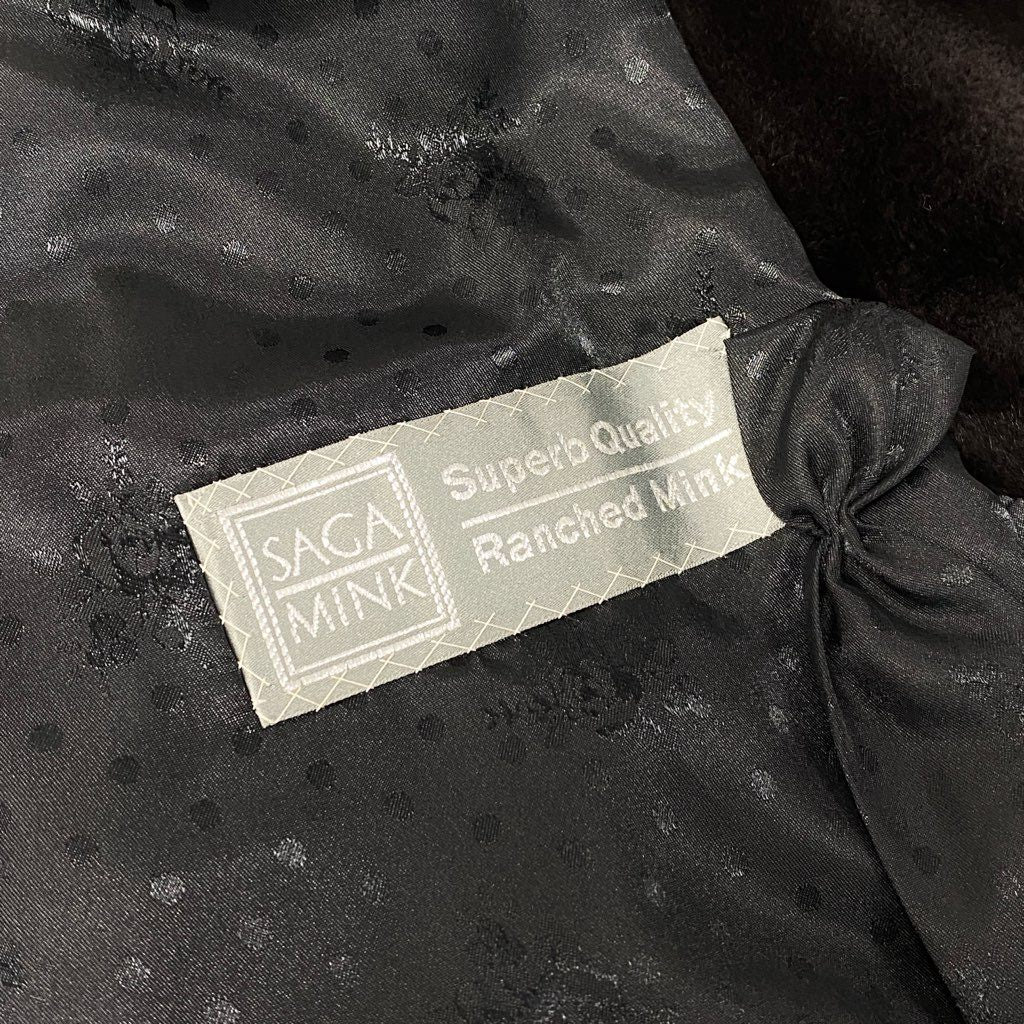 SAGA
MINK
Superb Quality
Ranched Mink